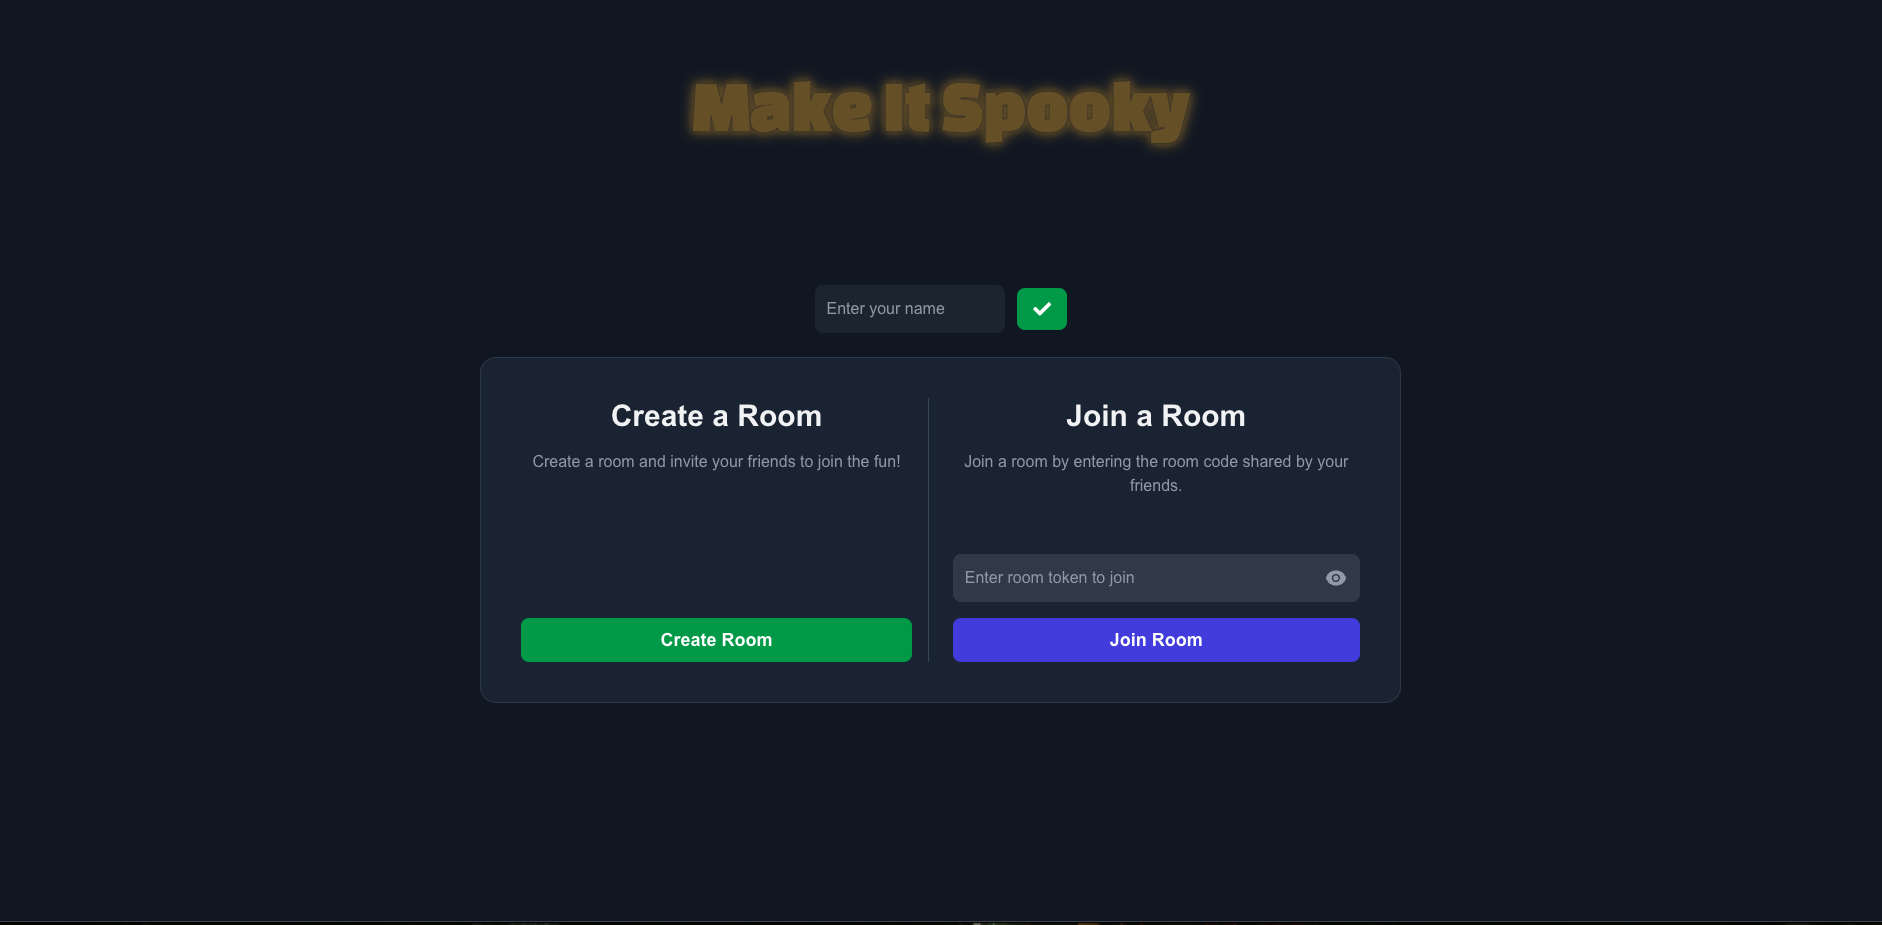 Make It Spooky
Enter your name
Create a Room
Create a room and invite your friends to join the fun!
Create Room
Join a Room
Join a room by entering the room code shared by your
friends.
Enter room token to join
Join Room